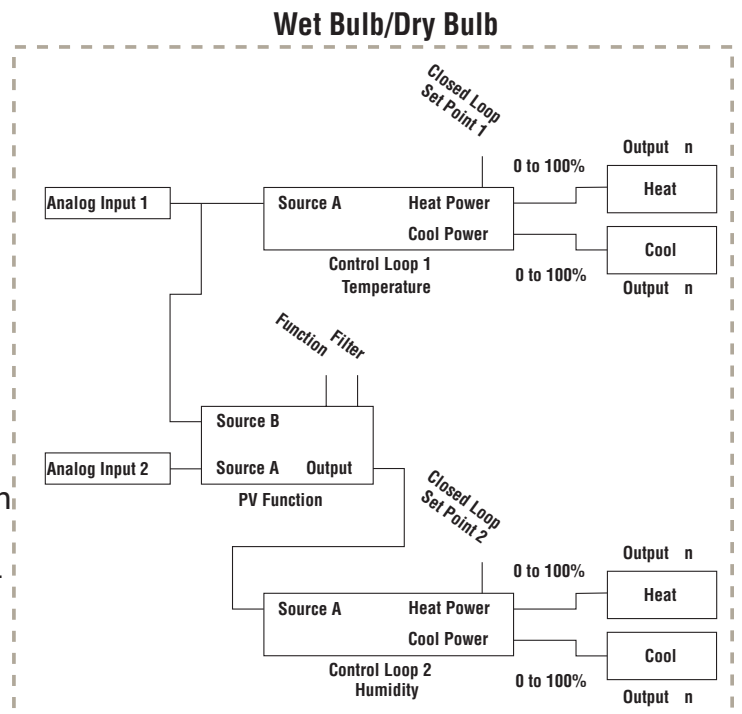 Wet Bulb/Dry Bulb
Closed Loop
Set Point 1
Output n
0 to 100%
Heat
Analog Input 1
Source A
Heat Power
Cool Power
Cool
Control Loop 1
Temperature
0 to 100%
Output n
Function
Filter
Source B
Analog Input 2
Source A
Output
PV Function
n
Closed Loop
Set Point 2
Output n
0 to 100%
Heat
Source A
Heat Power
Cool Power
Cool
Control Loop 2
Humidity
0 to 100%
Output n